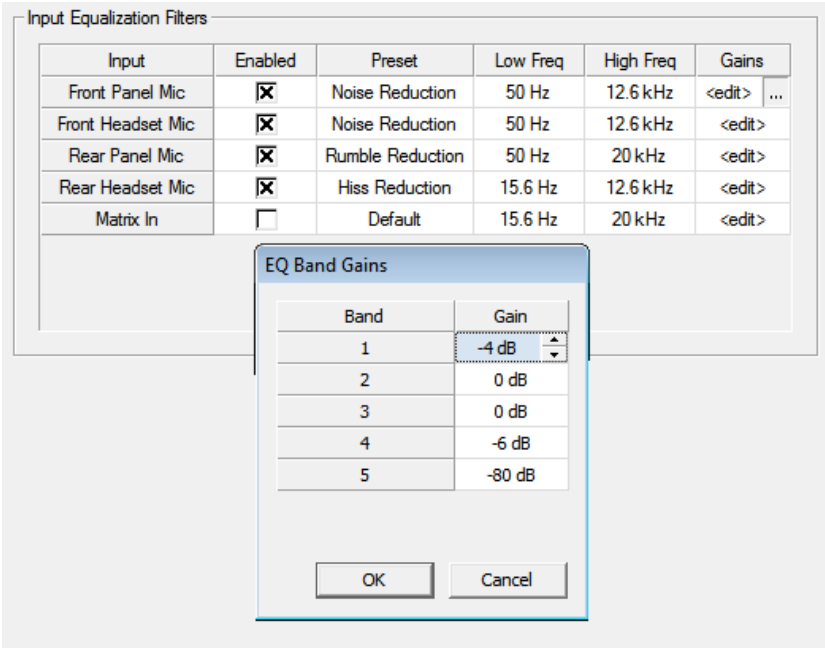 Input Equalization Filters
Input Enabled Preset Low Freq High Freq Gains
Front Panel Mic Noise Reduction 50 Hz 12.6 kHz <edit> ...
Front Headset Mic Noise Reduction 50 Hz 12.6 kHz <edit>
Rear Panel Mic Rumble Reduction 50 Hz 20 kHz <edit>
Rear Headset Mic Hiss Reduction 15.6 Hz 12.6 kHz <edit>
Matrix In Default 15.6 Hz 20 kHz <edit>
EQ Band Gains
Band Gain
1 -4 dB
2 0 dB
3 0 dB
4 -6 dB
5 -80 dB
OK Cancel